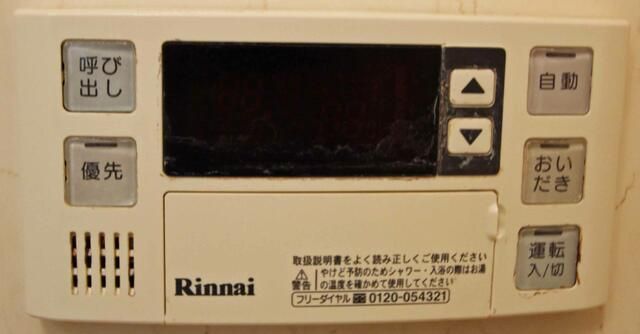 呼び
出し
優先
自動
おい
だき
運転
入/切
取扱説明書をよく読み正しくご使用ください
警告
やけど予防のためシャワー・入浴の際はお湯
の温度を確かめて使用してください
フリーダイヤル 0120-054321
Rinnai